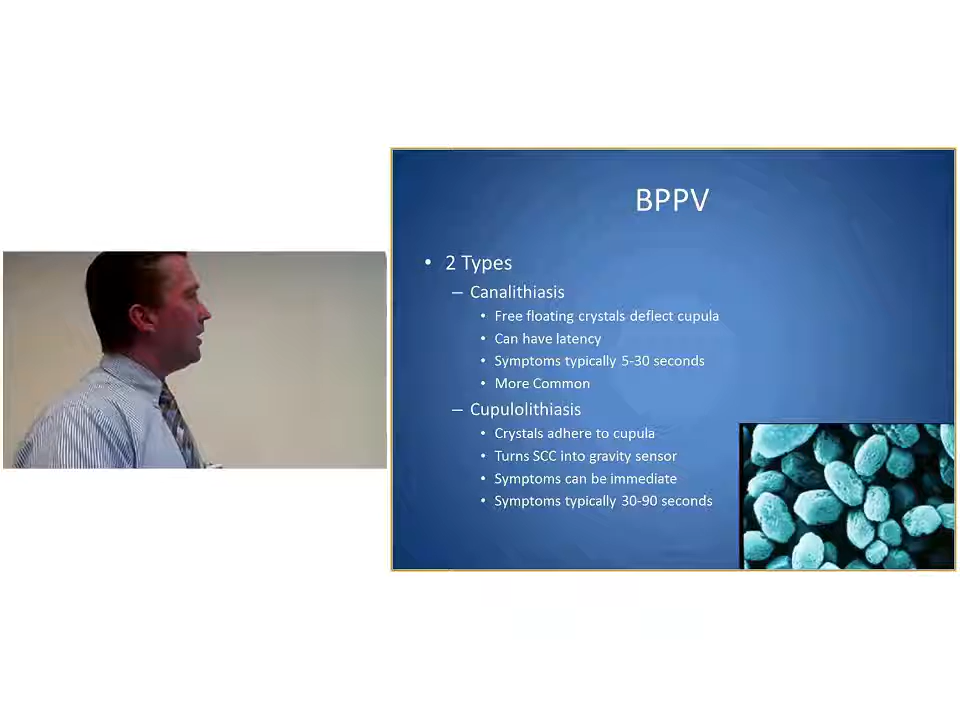 BPPV
• 2 Types
– Canalithiasis
• Free floating crystals deflect cupula
• Can have latency
• Symptoms typically 5-30 seconds
• More Common
– Cupulolithiasis
• Crystals adhere to cupula
• Turns SCC into gravity sensor
• Symptoms can be immediate
• Symptoms typically 30-90 seconds